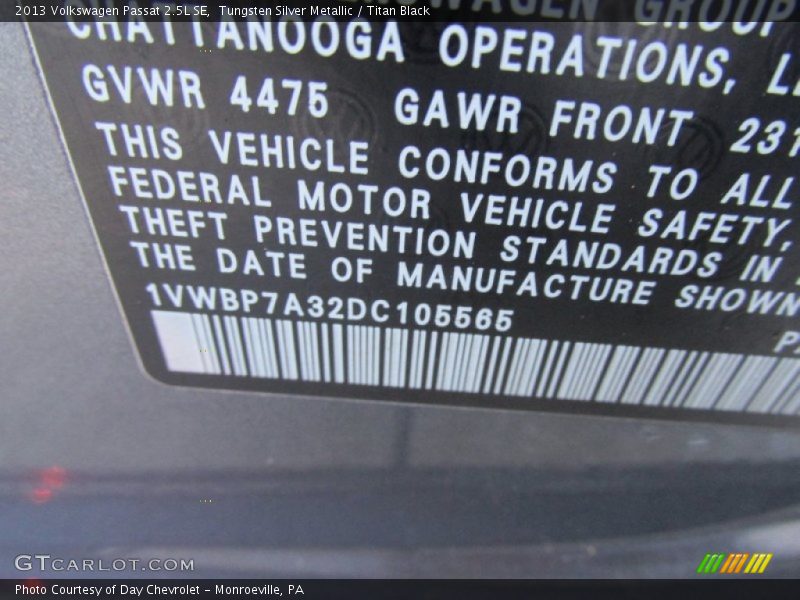 2013 Volkswagen Passat 2.5L SE, Tungsten Silver Metallic / Titan Black
GROUP
CHATTANOOGA OPERATIONS,
GVWR 4475 GAWR FRONT 231
THIS VEHICLE CONFORMS TO ALL
FEDERAL MOTOR VEHICLE SAFETY,
THEFT PREVENTION STANDARDS IN
THE DATE OF MANUFACTURE SHOWN
1VWBP7A32DC105565
GTCARLOT.COM
Photo Courtesy of Day Chevrolet - Monroeville, PA